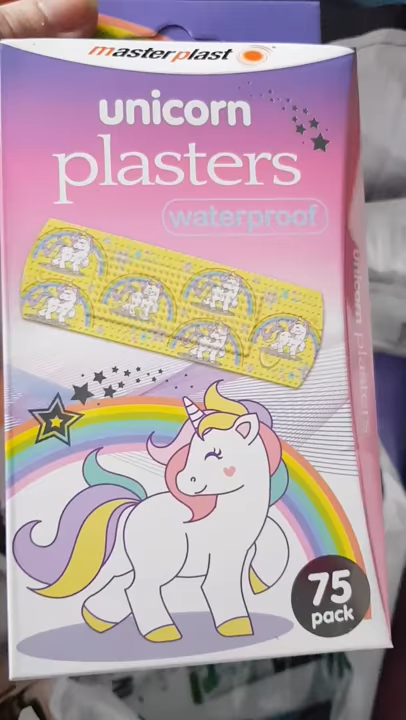 masterplast
unicorn
plasters
waterproof
unicorn plasters
75
pack